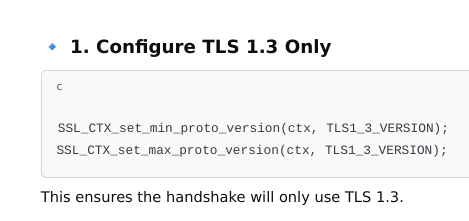 🔹 1. Configure TLS 1.3 Only
c
SSL_CTX_set_min_proto_version(ctx, TLS1_3_VERSION);
SSL_CTX_set_max_proto_version(ctx, TLS1_3_VERSION);
This ensures the handshake will only use TLS 1.3.